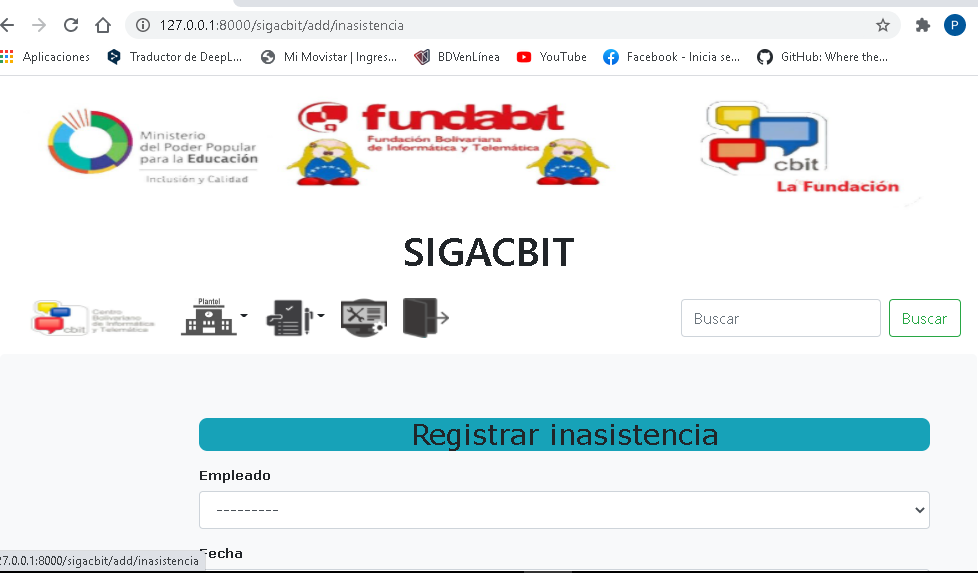 127.0.0.1:8000/sigacbit/add/inasistencia
P
Aplicaciones
Traductor de DeepL...
Mi Movistar | Ingres...
BDVenLínea
YouTube
Facebook - Inicia se...
GitHub: Where the...
Ministerio
del Poder Popular
para la Educación
Inclusión y Calidad
fundabit
Fundación Bolivariana
de Informática y Telemática
cbit
La Fundación
SIGACBIT
cbit
Centro
Bolivariano
de Informática
y Telemática
Plantel
Buscar
Buscar
Registrar inasistencia
Empleado
---------
Fecha
27.0.0.1:8000/sigacbit/add/inasistencia